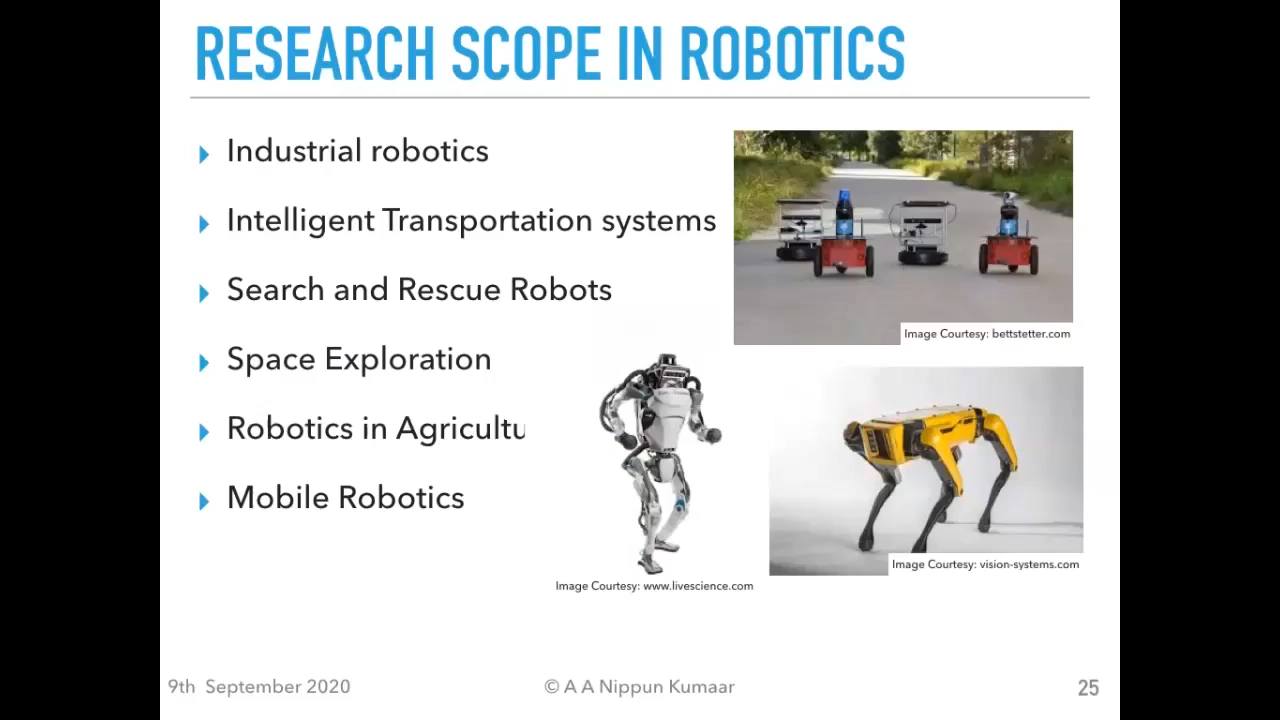 RESEARCH SCOPE IN ROBOTICS
Industrial robotics
Intelligent Transportation systems
Search and Rescue Robots
Space Exploration
Robotics in Agricultu
Mobile Robotics
Image Courtesy: bettstetter.com
Image Courtesy: vision-systems.com
Image Courtesy: www.livescience.com
9th September 2020
© A A Nippun Kumaar
25